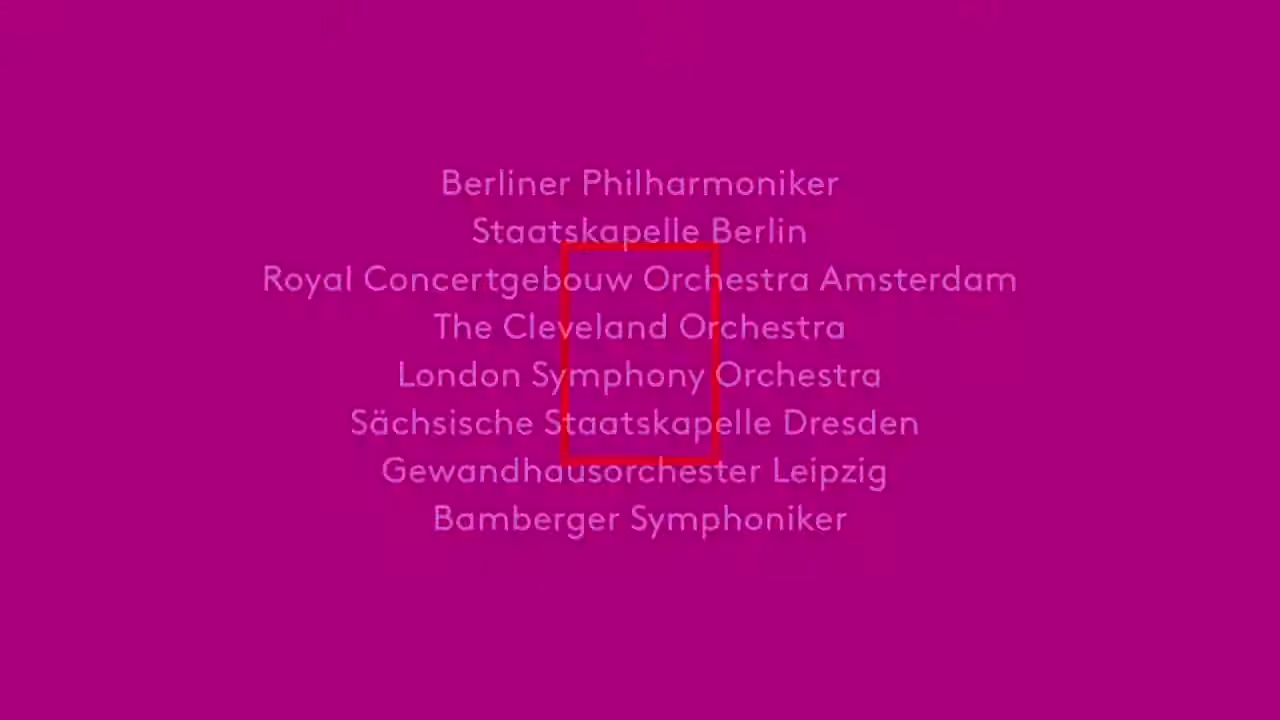 Berliner Philharmoniker
Staatskapelle Berlin
Royal Concertgebouw Orchestra Amsterdam
The Cleveland Orchestra
London Symphony Orchestra
Sächsische Staatskapelle Dresden
Gewandhausorchester Leipzig
Bamberger Symphoniker